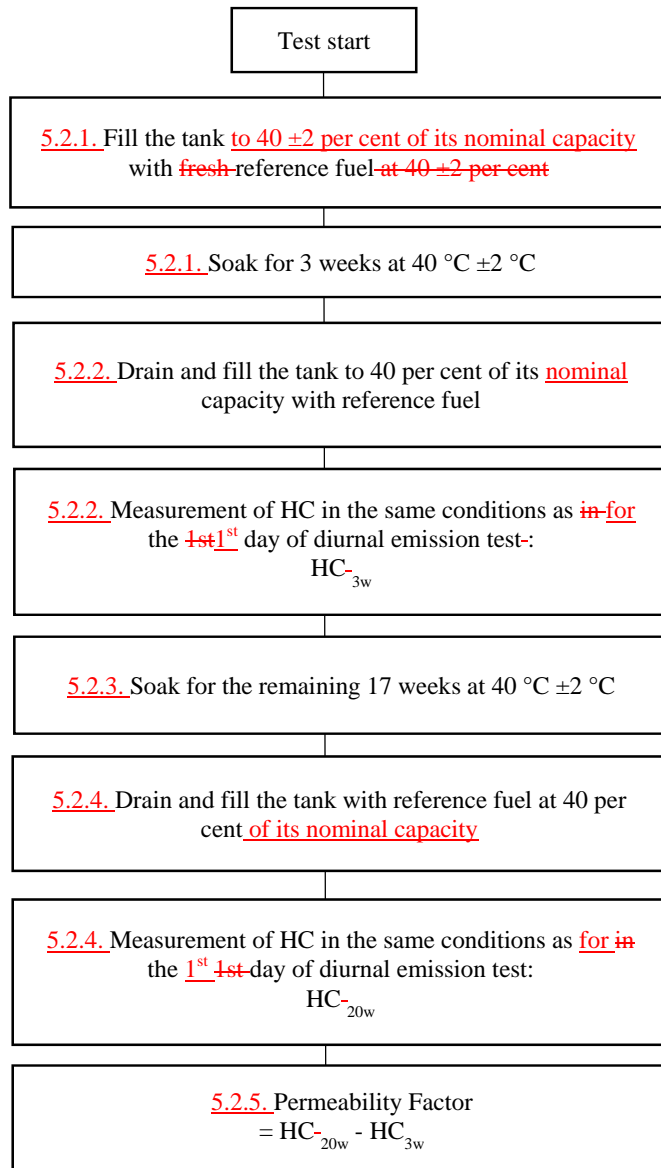 Test start
5.2.1. Fill the tank to 40 ±2 per cent of its nominal capacity
with fresh reference fuel at 40 ±2 per cent
5.2.1. Soak for 3 weeks at 40 °C ±2 °C
5.2.2. Drain and fill the tank to 40 per cent of its nominal
capacity with reference fuel
5.2.2. Measurement of HC in the same conditions as in for
the 1st1st day of diurnal emission test :
HC 3w
5.2.3. Soak for the remaining 17 weeks at 40 °C ±2 °C
5.2.4. Drain and fill the tank with reference fuel at 40 per
cent of its nominal capacity
5.2.4. Measurement of HC in the same conditions as for in
the 1st 1st day of diurnal emission test:
HC 20w
5.2.5. Permeability Factor
= HC 20w - HC3w